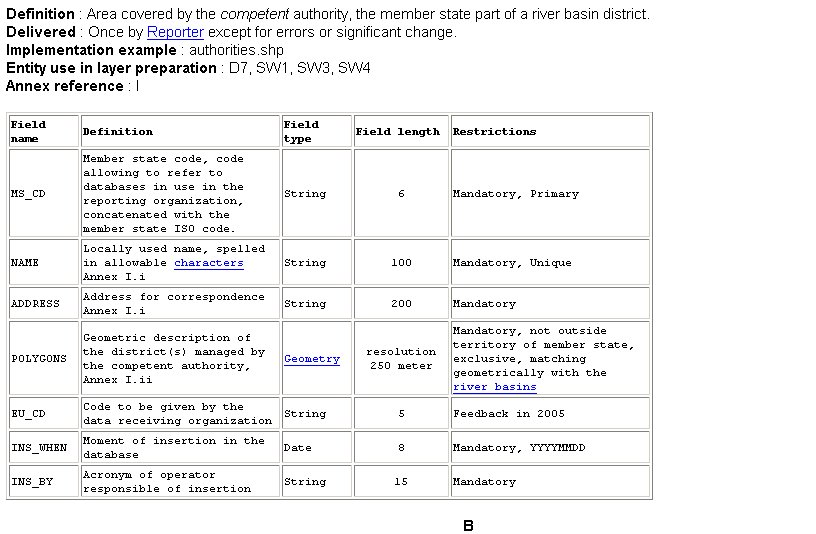 Definition : Area covered by the competent authority, the member state part of a river basin district.
Delivered : Once by Reporter except for errors or significant change.
Implementation example : authorities.shp
Entity use in layer preparation : D7, SW1, SW3, SW4
Annex reference : I
Field name Definition Field type Field length Restrictions
MS_CD Member state code, code allowing to refer to databases in use in the reporting organization, concatenated with the member state ISO code. String 6 Mandatory, Primary
NAME Locally used name, spelled in allowable characters Annex I.i String 100 Mandatory, Unique
ADDRESS Address for correspondence Annex I.i String 200 Mandatory
POLYGONS Geometric description of the district(s) managed by the competent authority, Annex I.ii Geometry resolution 250 meter Mandatory, not outside territory of member state, exclusive, matching geometrically with the river basins
EU_CD Code to be given by the data receiving organization String 5 Feedback in 2005
INS_WHEN Moment of insertion in the database Date 8 Mandatory, YYYYMMDD
INS_BY Acronym of operator responsible of insertion String 15 Mandatory
B